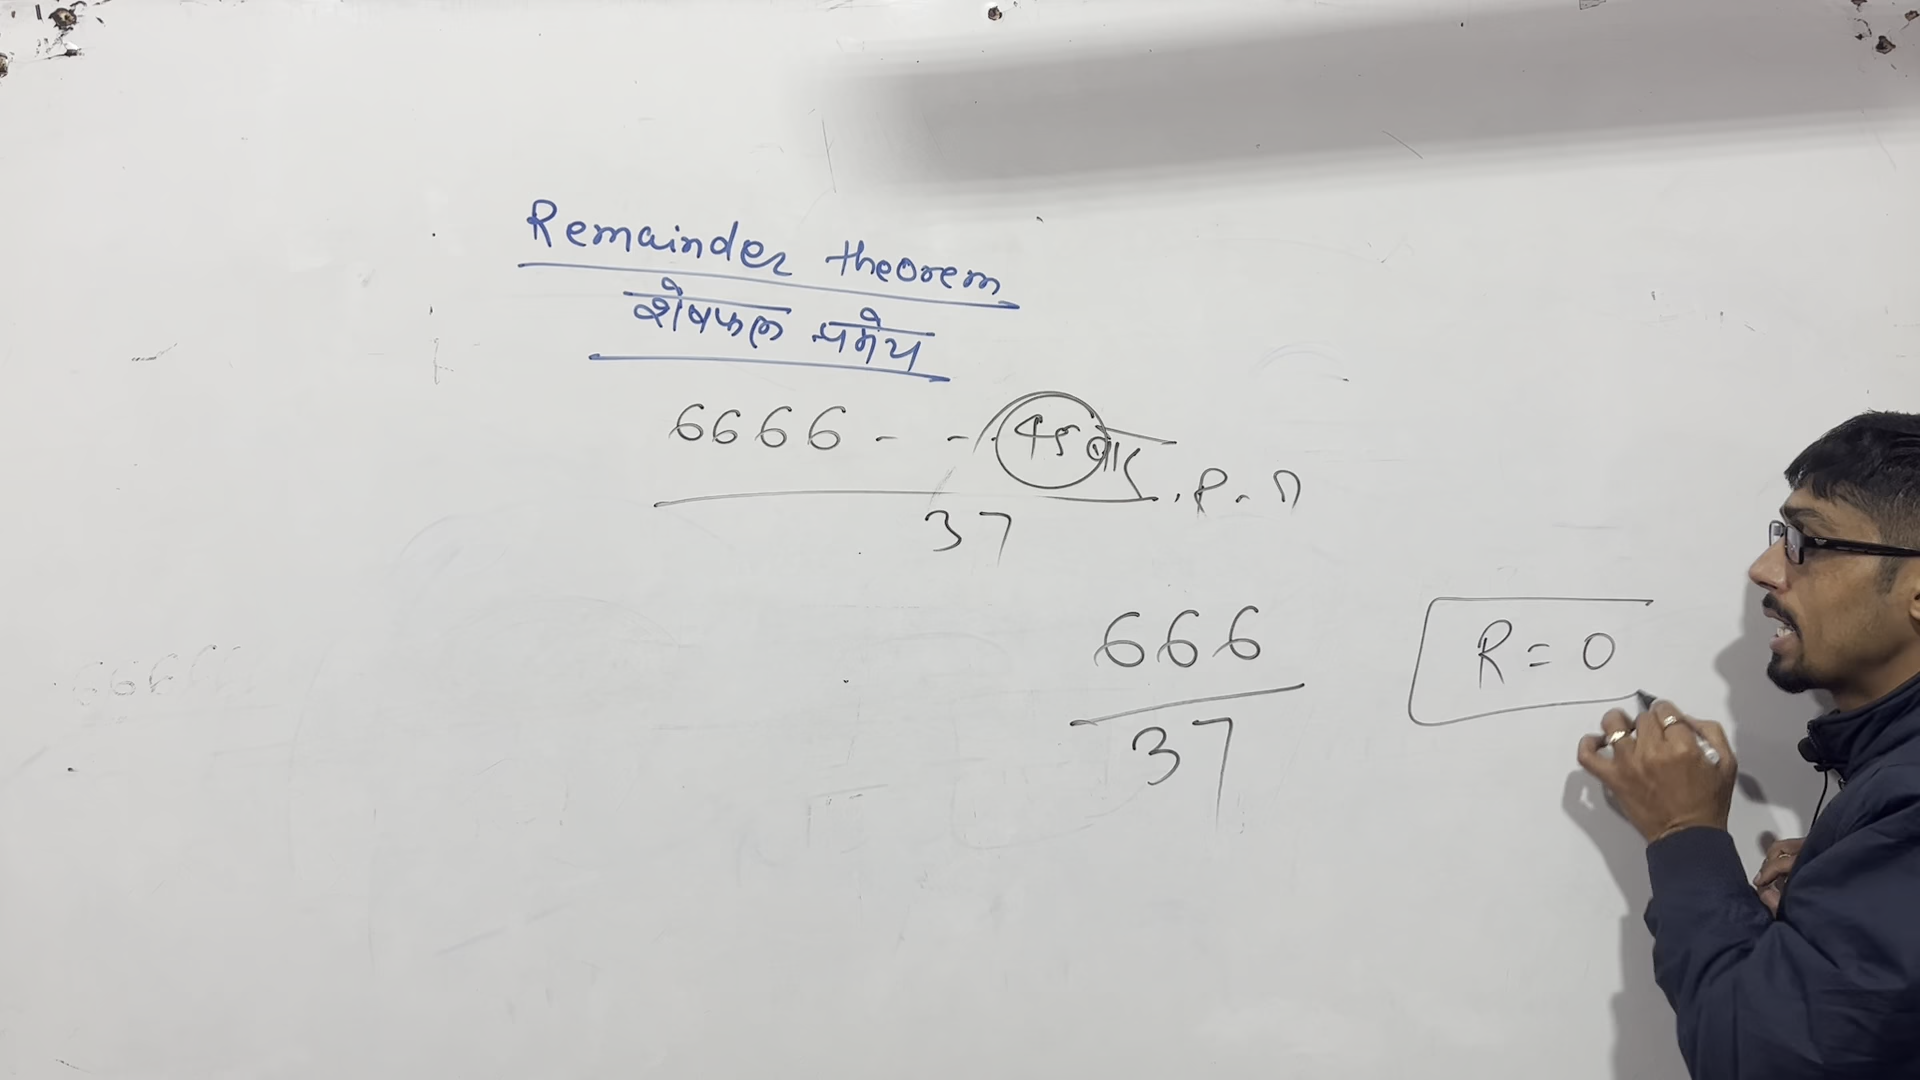 Remainder theorem
शेषफल प्रमेय
6666 - - 45 बार
37
666
37
R = 0